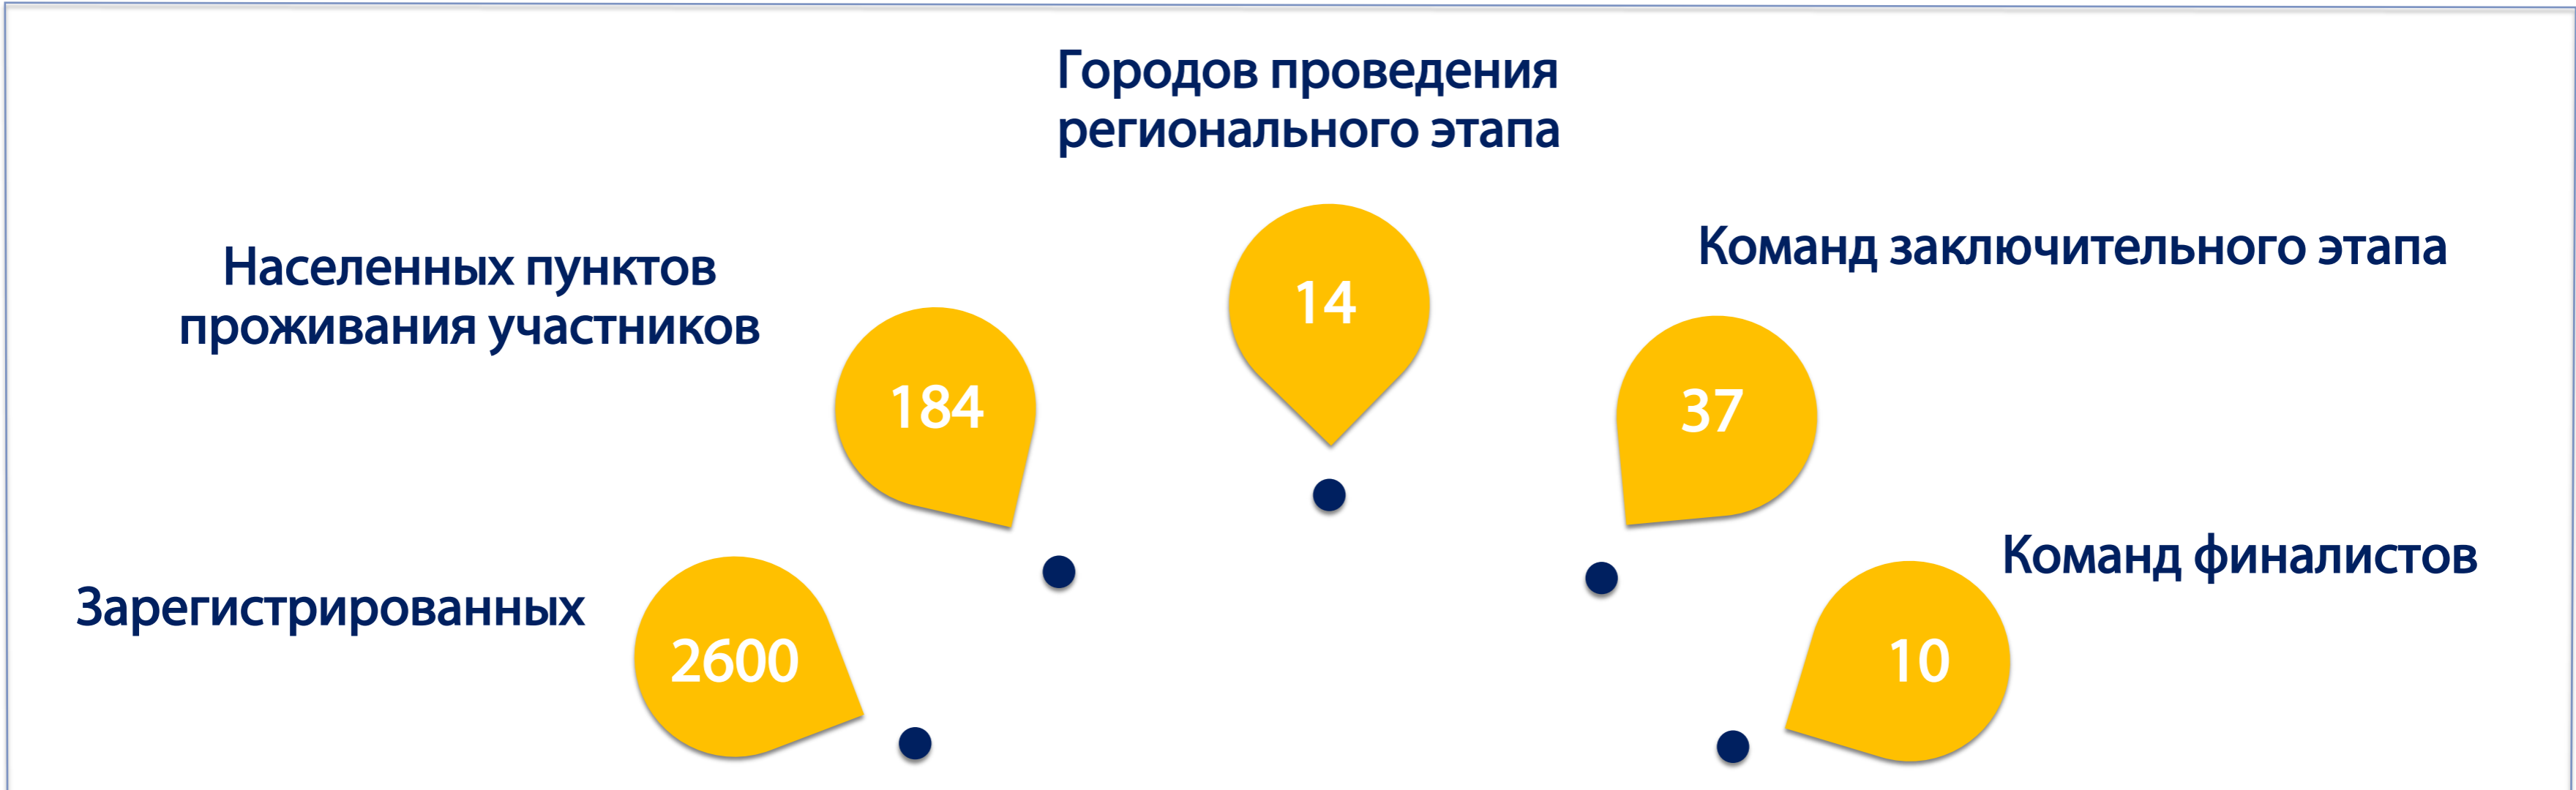 Городов проведения
регионального этапа
14
Населенных пунктов
проживания участников
184
Команд заключительного этапа
37
Зарегистрированных
2600
Команд финалистов
10